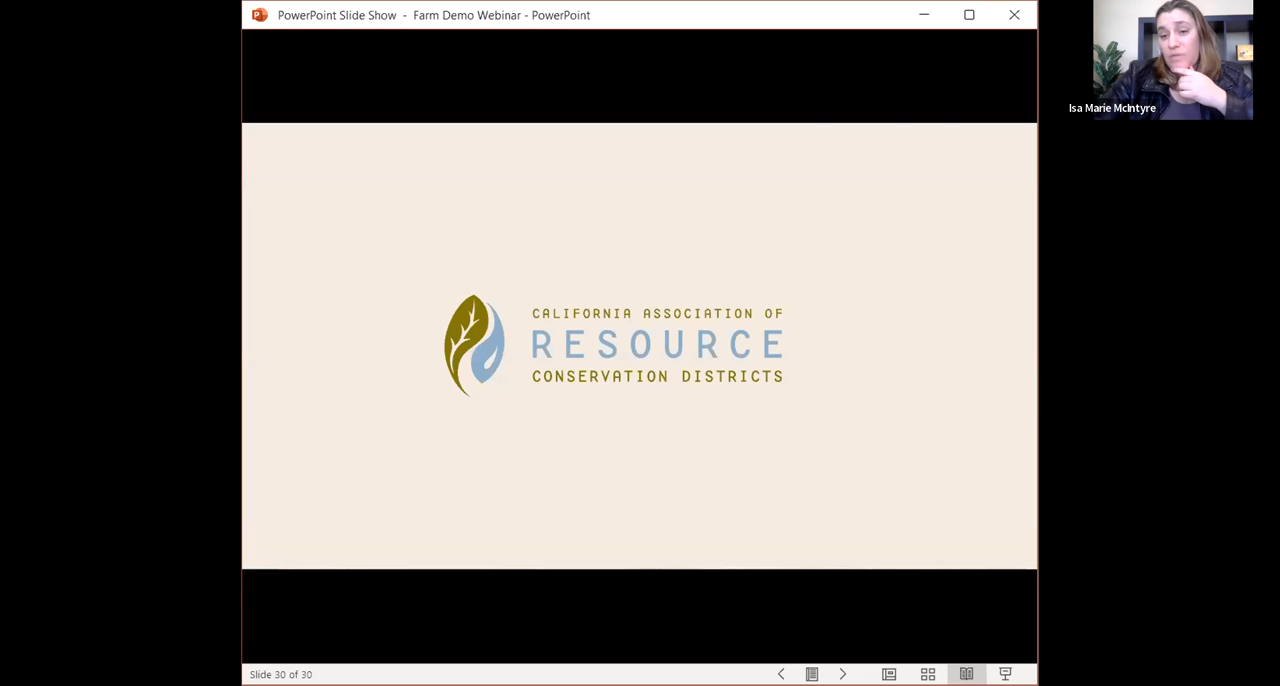 PowerPoint Slide Show - Farm Demo Webinar - PowerPoint
Isa Marie McIntyre
CALIFORNIA ASSOCIATION OF
RESOURCE
CONSERVATION DISTRICTS
Slide 30 of 30